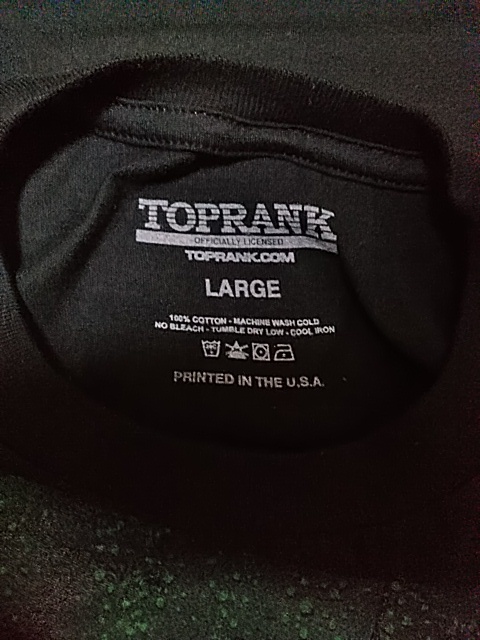 TOPRANK
OFFICIALLY LICENSED
TOPRANK.COM
LARGE
100% COTTON - MACHINE WASH COLD
NO BLEACH - TUMBLE DRY LOW - COOL IRON
PRINTED IN THE U.S.A.